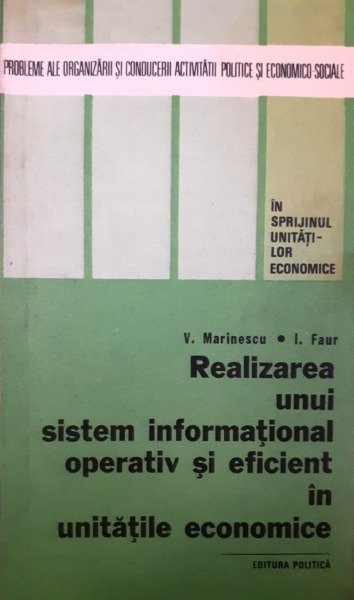 PROBLEME ALE ORGANIZĂRII ȘI CONDUCERII ACTIVITĂȚII POLITICE ȘI ECONOMICO-SOCIALE
ÎN
SPRIJINUL
UNITĂȚI-
LOR
ECONOMICE
V. Marinescu • I. Faur
Realizarea
unui
sistem informațional
operativ și eficient
în
unitățile economice
EDITURA POLITICĂ